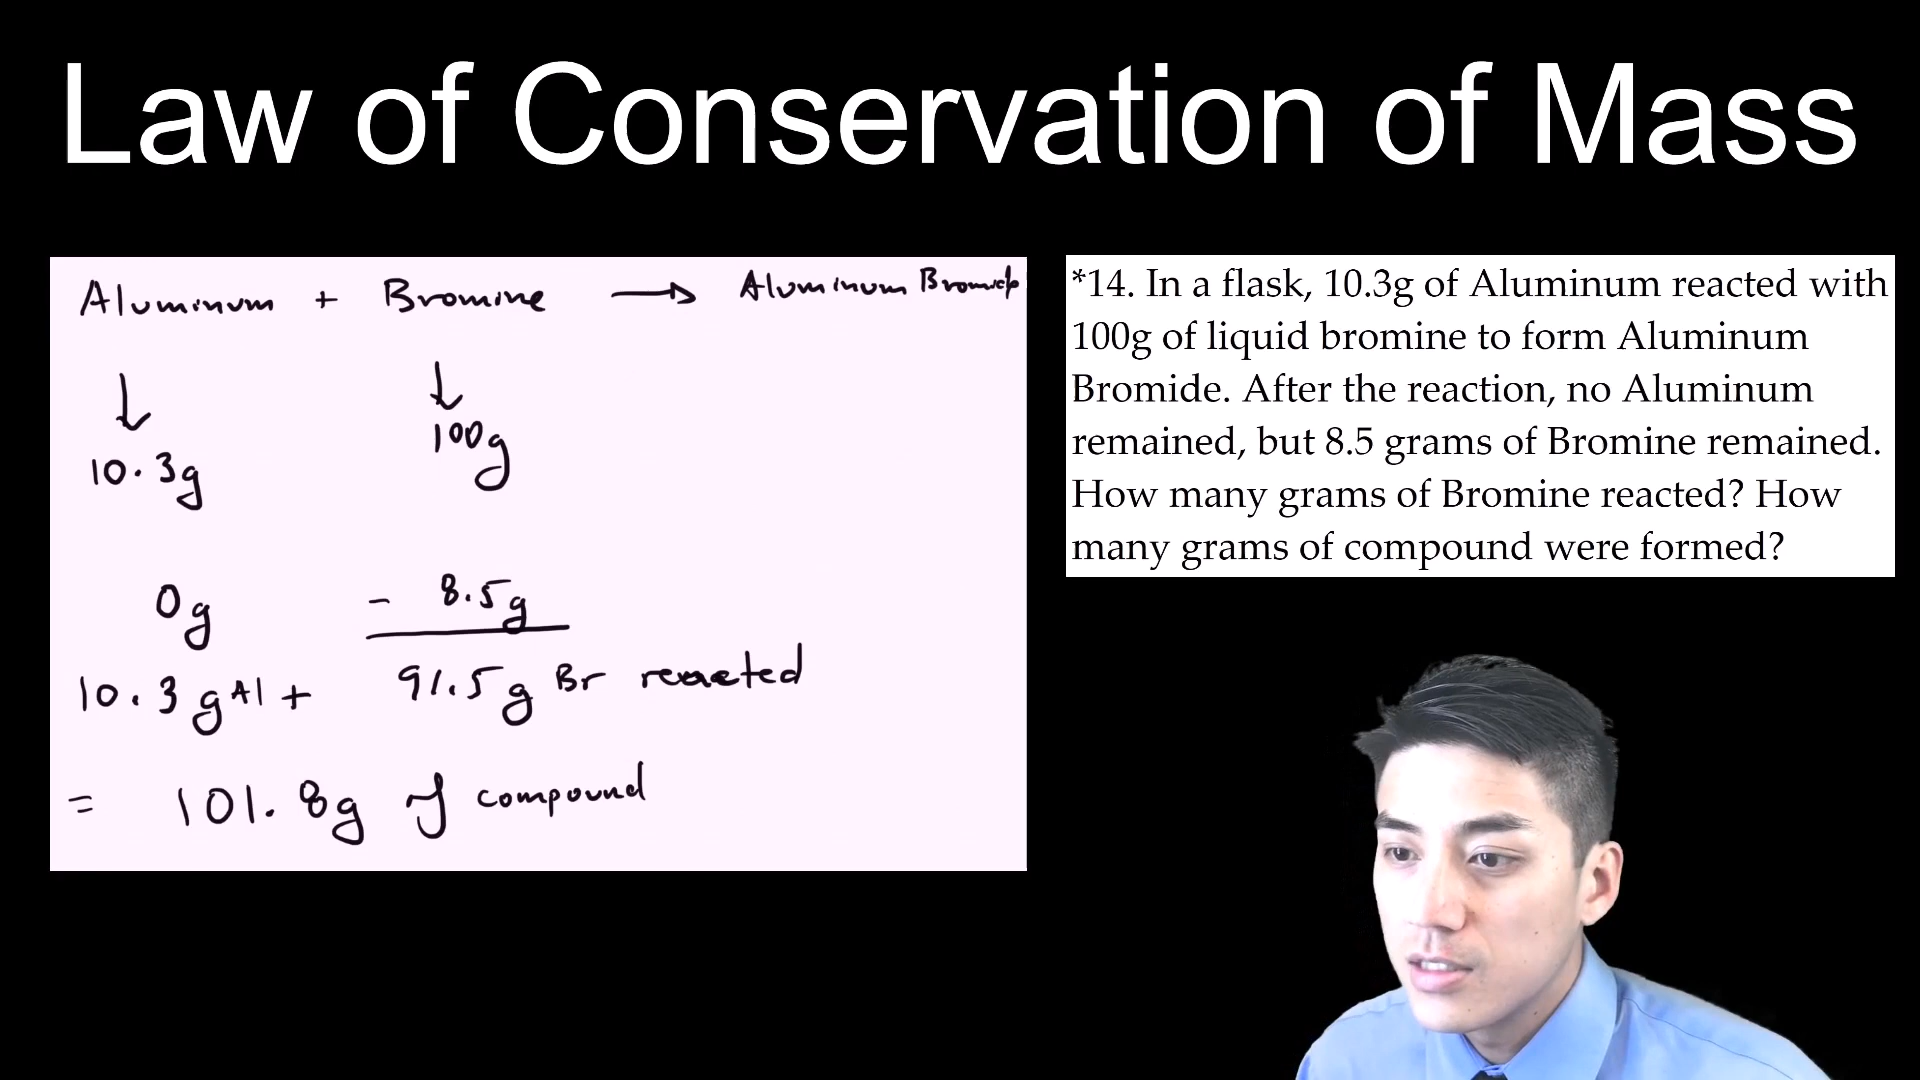 Law of Conservation of Mass
Aluminum + Bromine → Aluminum Bromide
↓ ↓
10.3g 100g
0g - 8.5g
10.3g Al + 91.5g Br reacted
= 101.8g of compound
*14. In a flask, 10.3g of Aluminum reacted with
100g of liquid bromine to form Aluminum
Bromide. After the reaction, no Aluminum
remained, but 8.5 grams of Bromine remained.
How many grams of Bromine reacted? How
many grams of compound were formed?